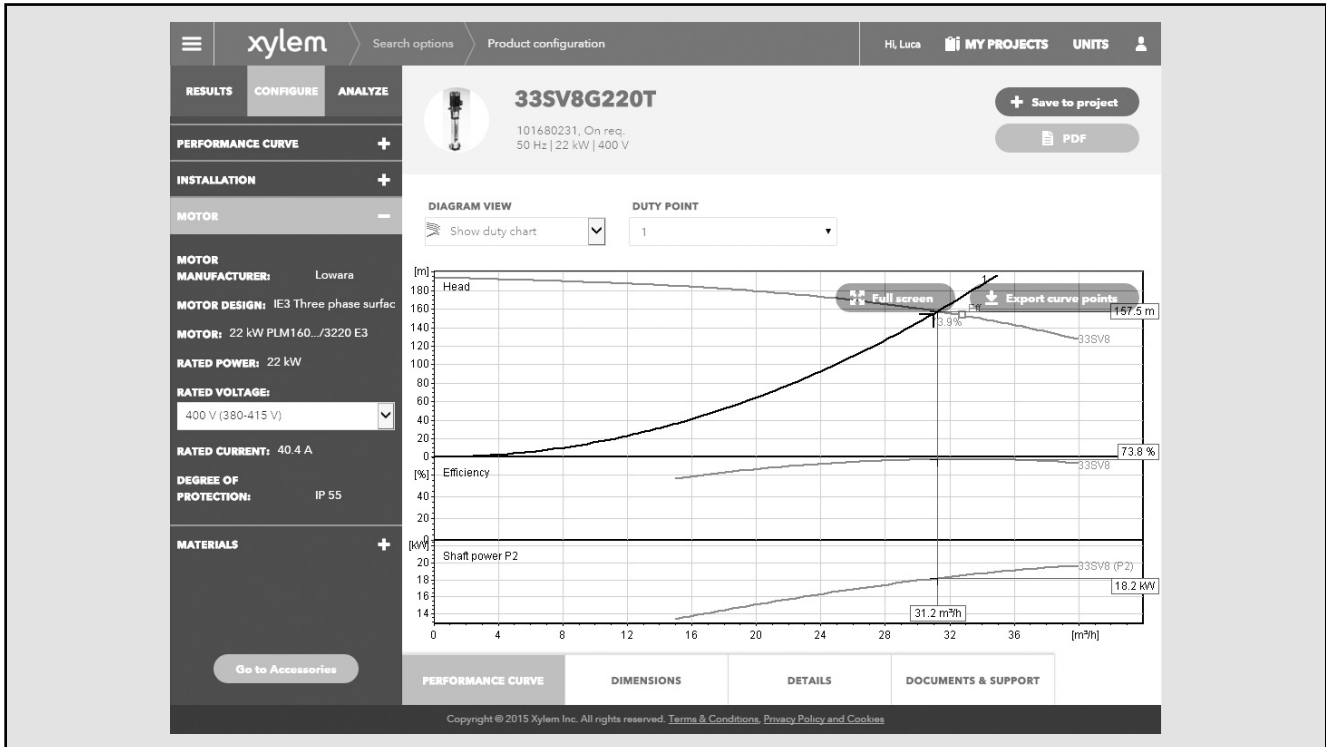 xylem
Search options
Product configuration
Hi, Luca
MY PROJECTS
UNITS
RESULTS
CONFIGURE
ANALYZE
PERFORMANCE CURVE
INSTALLATION
MOTOR
MOTOR
MANUFACTURER: Lowara
MOTOR DESIGN: IE3 Three phase surfac
MOTOR: 22 kW PLM160.../3220 E3
RATED POWER: 22 kW
RATED VOLTAGE:
400 V (380-415 V)
RATED CURRENT: 40.4 A
DEGREE OF
PROTECTION: IP 55
MATERIALS
Go to Accessories
33SV8G220T
101680231, On req.
50 Hz | 22 kW | 400 V
+ Save to project
PDF
DIAGRAM VIEW
Show duty chart
DUTY POINT
1
[m]
Head
1
Full screen
Export curve points
180
160
140
120
100
80
60
40
20
0
Eff
157.5 m
3.9%
33SV8
73.8 %
[%]
Efficiency
33SV8
40
20
0
[kW]
Shaft power P2
20
18
16
14
33SV8 (P2)
18.2 kW
31.2 m³/h
0 4 8 12 16 20 24 28 32 36 [m³/h]
PERFORMANCE CURVE
DIMENSIONS
DETAILS
DOCUMENTS & SUPPORT
Copyright © 2015 Xylem Inc. All rights reserved. Terms & Conditions, Privacy Policy and Cookies